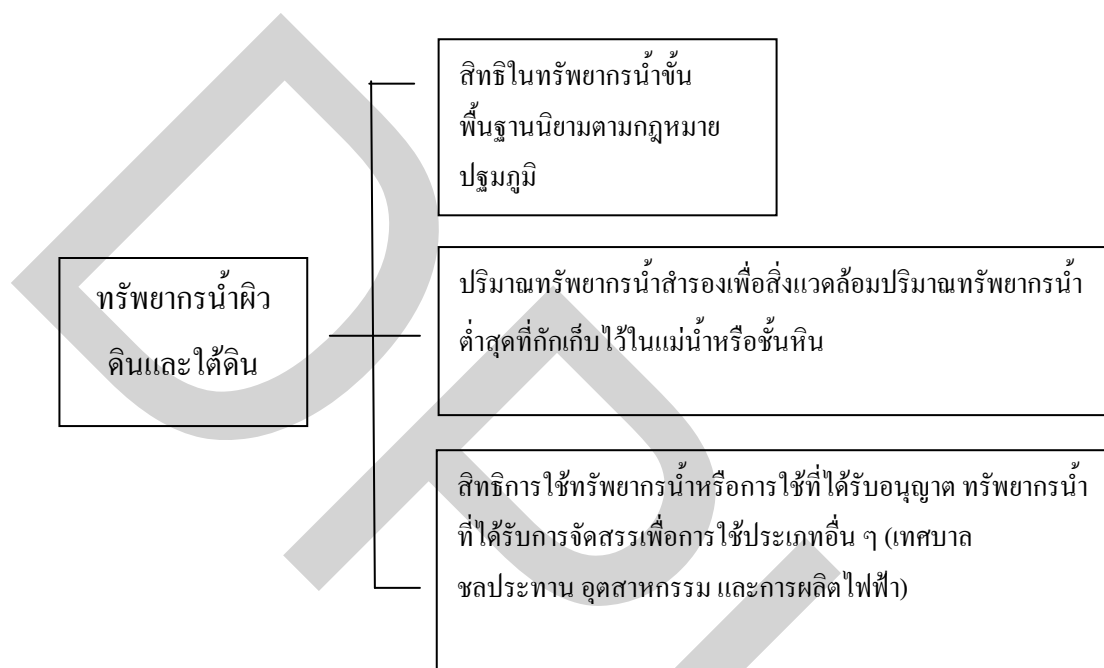 สิทธิในทรัพยากรน้ำขั้น
พื้นฐานนิยามตามกฎหมาย
ปฐมภูมิ
ทรัพยากรน้ำผิว
ดินและใต้ดิน
ปริมาณทรัพยากรน้ำสำรองเพื่อสิ่งแวดล้อมปริมาณทรัพยากรน้ำ
ต่ำสุดที่กักเก็บไว้ในแม่น้ำหรือชั้นหิน
สิทธิการใช้ทรัพยากรน้ำหรือการใช้ที่ได้รับอนุญาต ทรัพยากรน้ำ
ที่ได้รับการจัดสรรเพื่อการใช้ประเภทอื่น ๆ (เทศบาล
ชลประทาน อุตสาหกรรม และการผลิตไฟฟ้า)